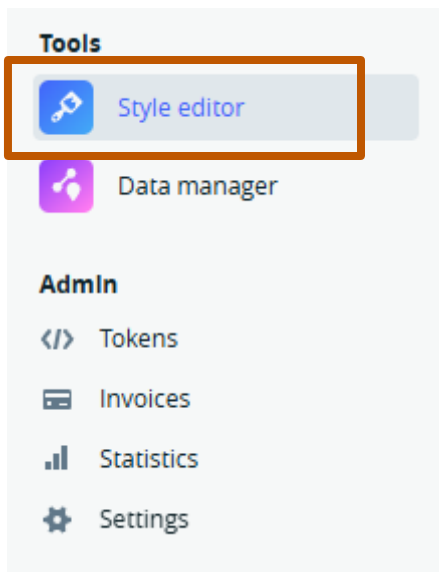 Tools
Style editor
Data manager
Admin
Tokens
Invoices
Statistics
Settings